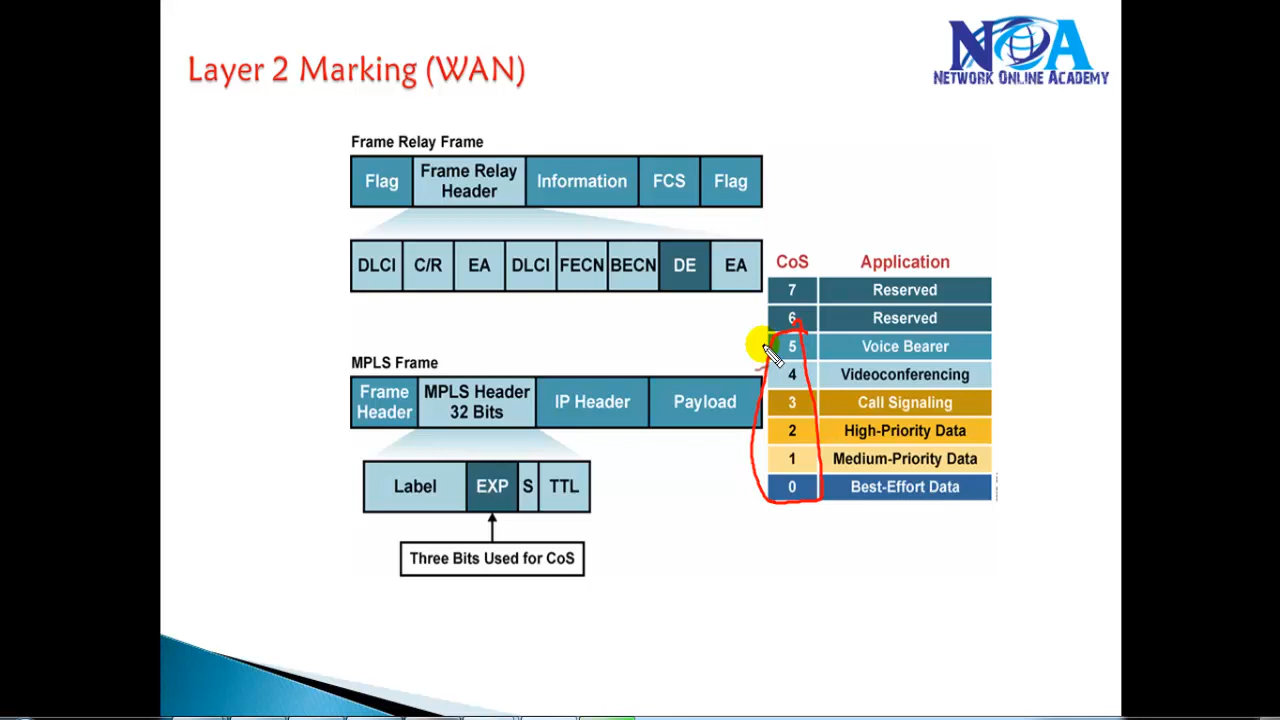 Layer 2 Marking (WAN)
NOA
NETWORK ONLINE ACADEMY
Frame Relay Frame
Flag
Frame Relay
Header
Information
FCS
Flag
DLCI
C/R
EA
DLCI
FECN
BECN
DE
EA
MPLS Frame
Frame
Header
MPLS Header
32 Bits
IP Header
Payload
Label
EXP
S
TTL
Three Bits Used for CoS
CoS Application
7 Reserved
6 Reserved
5 Voice Bearer
4 Videoconferencing
3 Call Signaling
2 High-Priority Data
1 Medium-Priority Data
0 Best-Effort Data